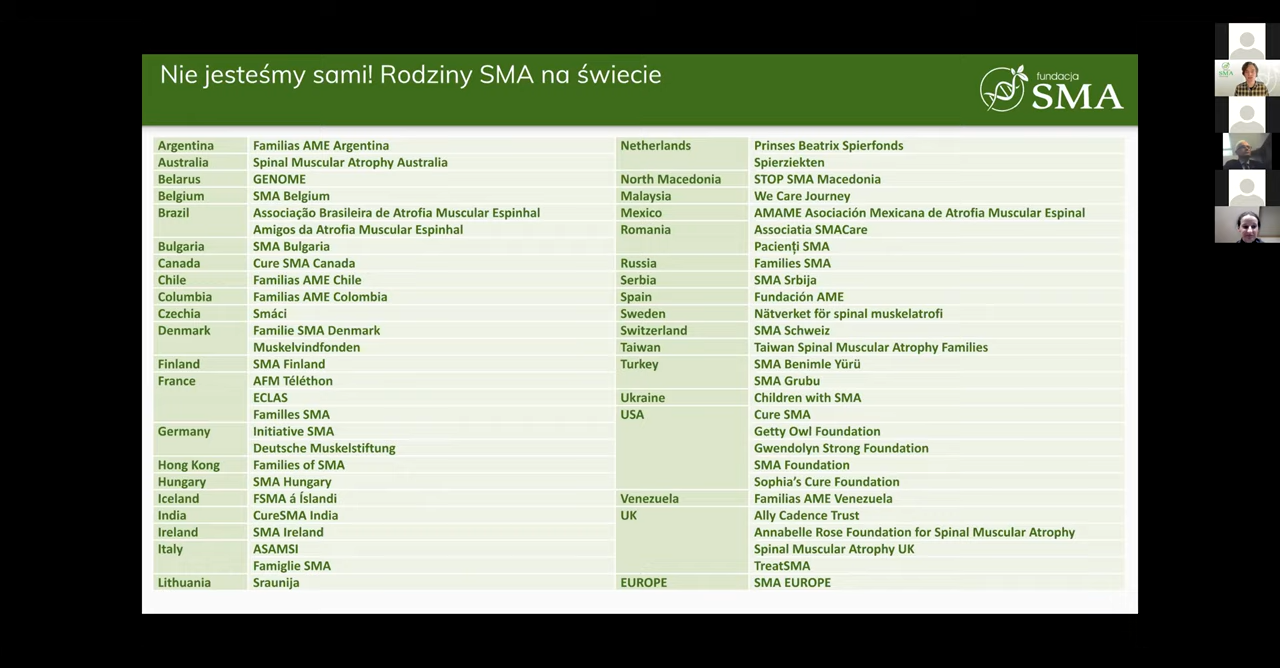 Nie jesteśmy sami! Rodziny SMA na świecie
fundacja
SMA
Argentina Familias AME Argentina
Australia Spinal Muscular Atrophy Australia
Belarus GENOME
Belgium SMA Belgium
Brazil Associação Brasileira de Atrofia Muscular Espinhal
Amigos da Atrofia Muscular Espinhal
Bulgaria SMA Bulgaria
Canada Cure SMA Canada
Chile Familias AME Chile
Columbia Familias AME Colombia
Czechia Smáci
Denmark Familie SMA Denmark
Muskelvindfonden
Finland SMA Finland
France AFM Téléthon
ECLAS
Familles SMA
Germany Initiative SMA
Deutsche Muskelstiftung
Hong Kong Families of SMA
Hungary SMA Hungary
Iceland FSMA á Íslandi
India CureSMA India
Ireland SMA Ireland
Italy ASAMSI
Famiglie SMA
Lithuania Sraunija
Netherlands Prinses Beatrix Spierfonds
Spierziekten
North Macedonia STOP SMA Macedonia
Malaysia We Care Journey
Mexico AMAME Asociación Mexicana de Atrofia Muscular Espinal
Romania Associatia SMACare
Pacienți SMA
Russia Families SMA
Serbia SMA Srbija
Spain Fundación AME
Sweden Nätverket för spinal muskelatrofi
Switzerland SMA Schweiz
Taiwan Taiwan Spinal Muscular Atrophy Families
Turkey SMA Benimle Yürü
SMA Grubu
Ukraine Children with SMA
USA Cure SMA
Getty Owl Foundation
Gwendolyn Strong Foundation
SMA Foundation
Sophia's Cure Foundation
Venezuela Familias AME Venezuela
UK Ally Cadence Trust
Annabelle Rose Foundation for Spinal Muscular Atrophy
Spinal Muscular Atrophy UK
TreatSMA
EUROPE SMA EUROPE
SMA